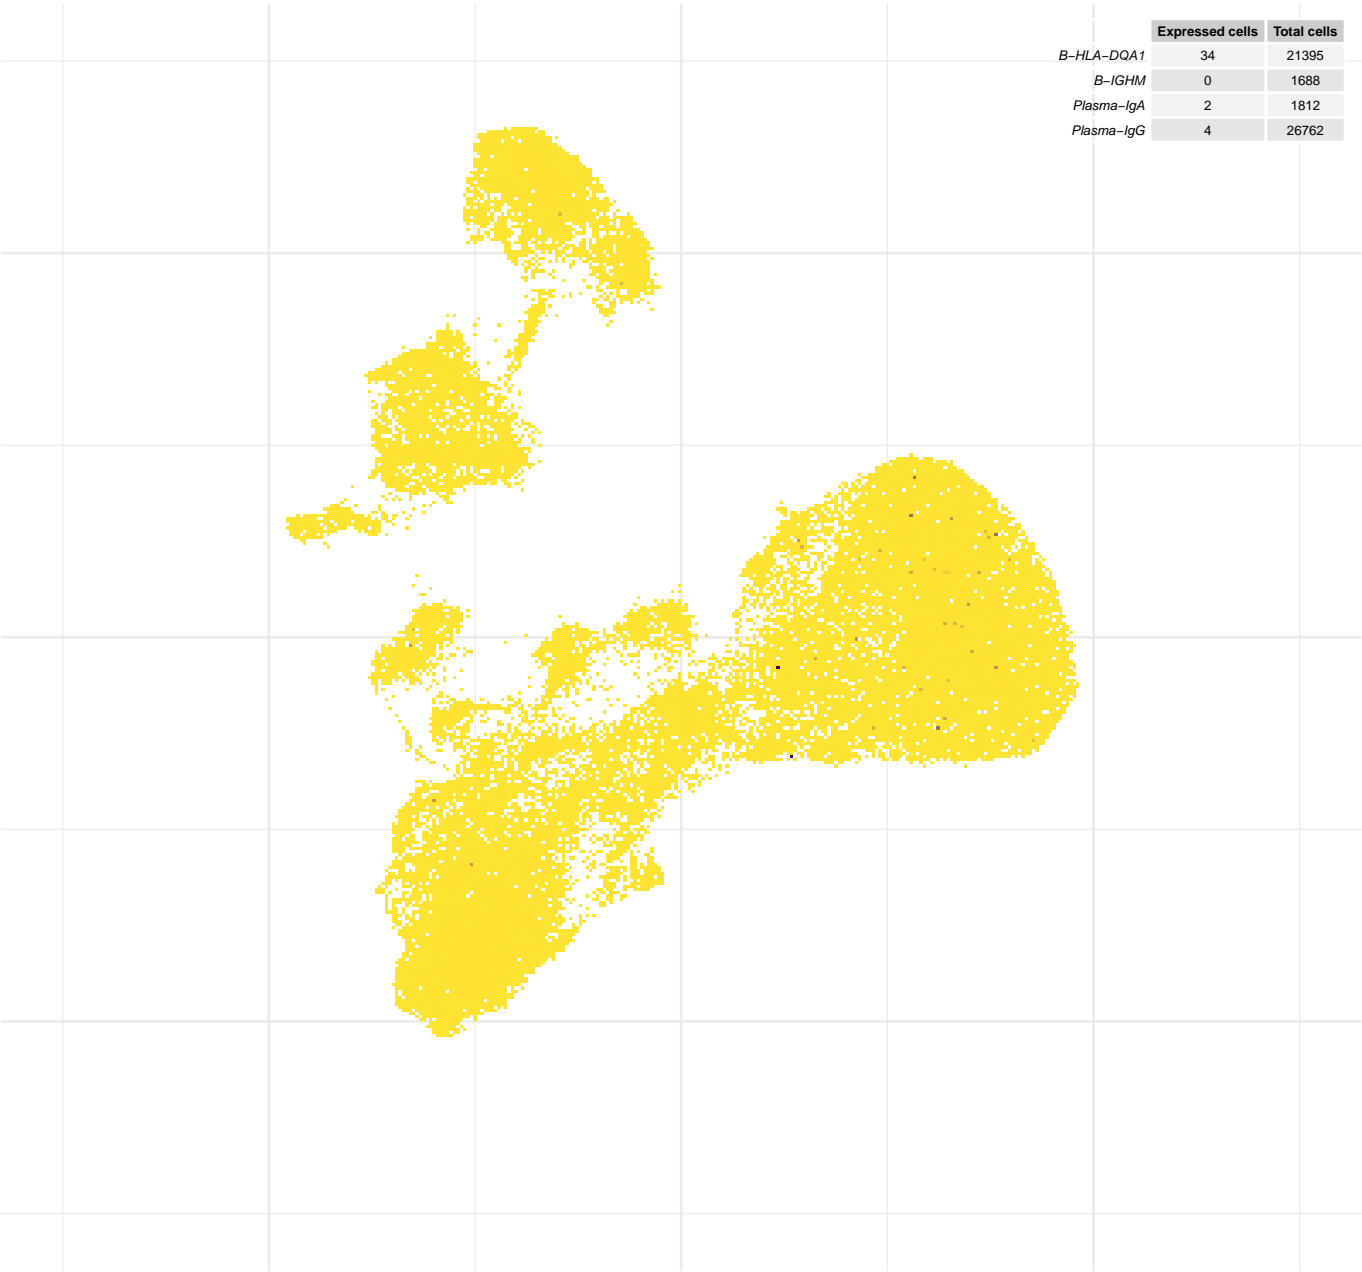 Expressed cells Total cells
B−HLA−DQA1 34 21395
B−IGHM 0 1688
Plasma−IgA 2 1812
Plasma−IgG 4 26762